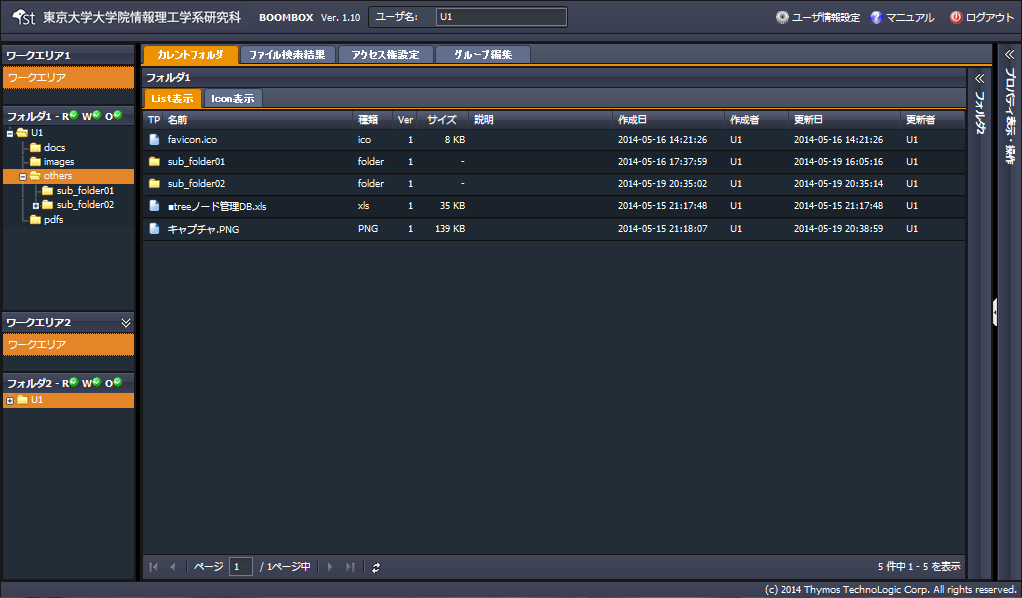 ist 東京大学大学院情報理工学系研究科 BOOMBOX Ver. 1.10 ユーザ名: U1 ユーザ情報設定 マニュアル ログアウト
ワークエリア1
ワークエリア
フォルダ1 - R W O
U1
docs
images
others
sub_folder01
sub_folder02
pdfs
ワークエリア2
ワークエリア
フォルダ2 - R W O
U1
カレントフォルダ ファイル検索結果 アクセス権設定 グループ編集
フォルダ1
List表示 Icon表示
TP 名前 種類 Ver サイズ 説明 作成日 作成者 更新日 更新者
favicon.ico ico 1 8 KB 2014-05-16 14:21:26 U1 2014-05-16 14:21:26 U1
sub_folder01 folder 1 - 2014-05-16 17:37:59 U1 2014-05-19 16:05:16 U1
sub_folder02 folder 1 - 2014-05-19 20:35:02 U1 2014-05-19 20:35:14 U1
■treeノード管理DB.xls xls 1 35 KB 2014-05-15 21:17:48 U1 2014-05-15 21:17:48 U1
キャプチャ.PNG PNG 1 139 KB 2014-05-15 21:18:07 U1 2014-05-19 20:38:59 U1
ページ 1 / 1ページ中 5 件中 1 - 5 を表示
フォルダ2
プロパティ表示・操作
(c) 2014 Thymos TechnoLogic Corp. All rights reserved.